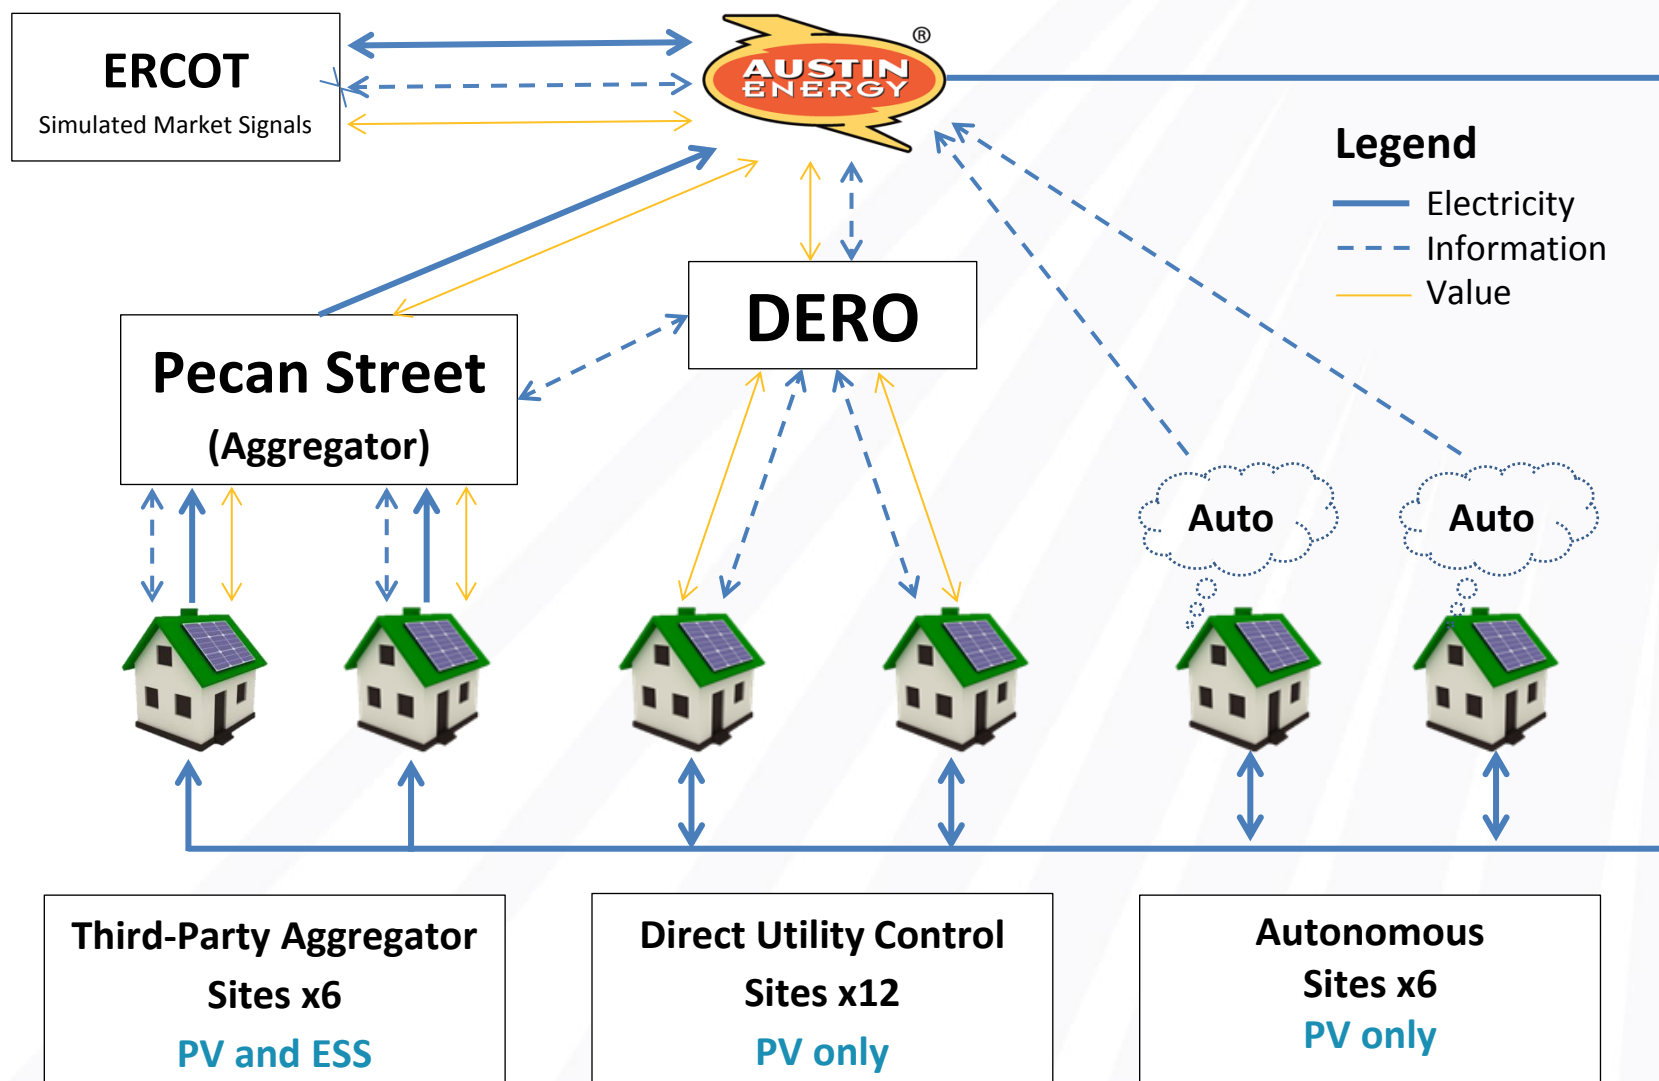 ERCOT
Simulated Market Signals
AUSTIN
ENERGY
®
Legend
Electricity
Information
Value
DERO
Pecan Street
(Aggregator)
Auto
Auto
Third-Party Aggregator
Sites x6
PV and ESS
Direct Utility Control
Sites x12
PV only
Autonomous
Sites x6
PV only